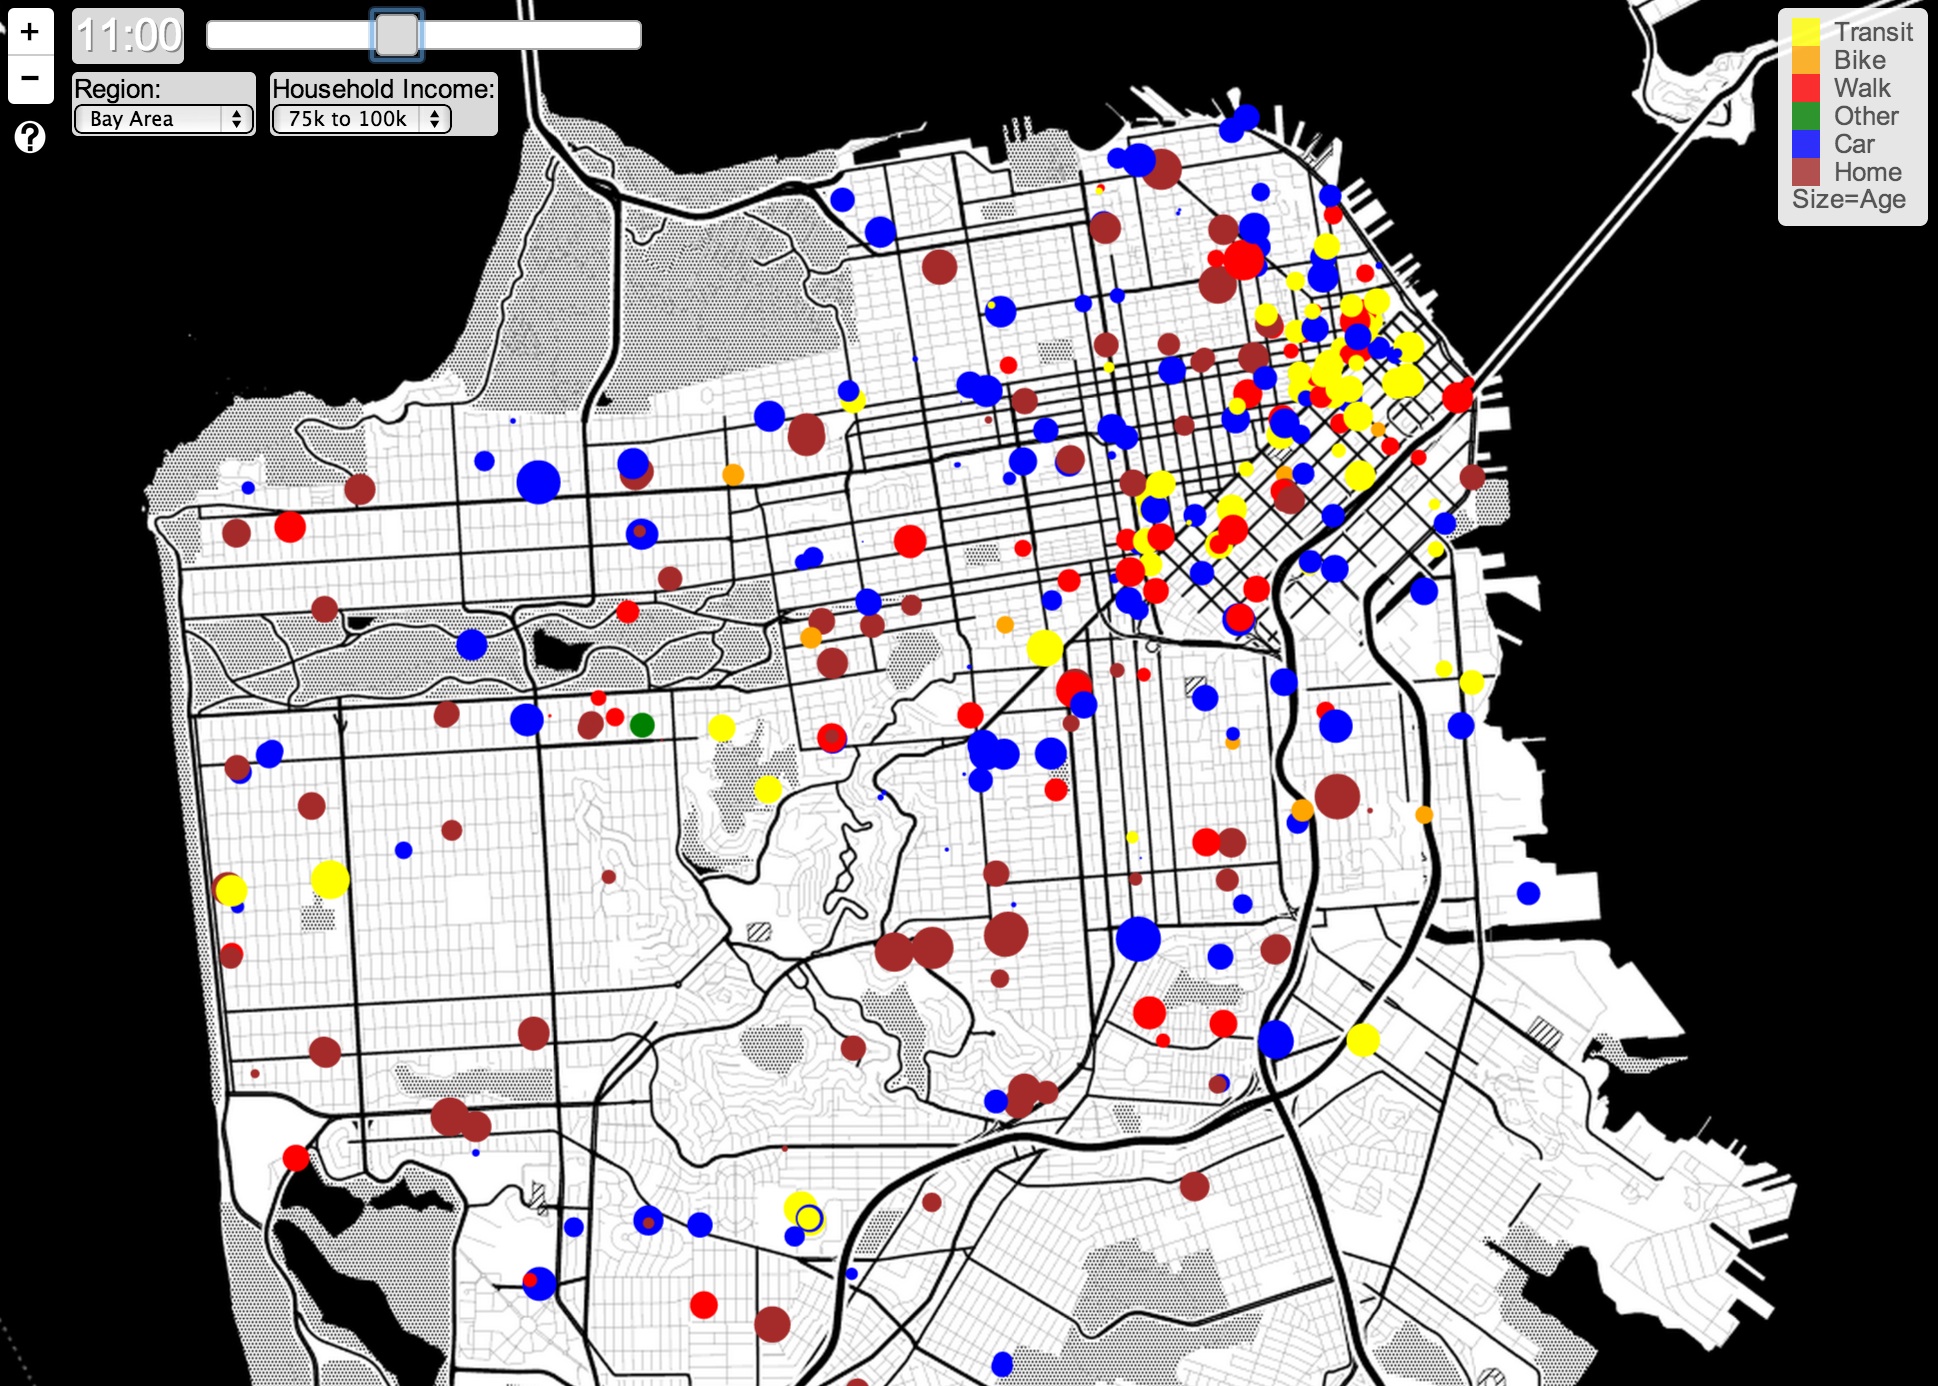 +
11:00
−
Region:
Household Income:
Bay Area
75k to 100k
?
Transit
Bike
Walk
Other
Car
Home
Size=Age